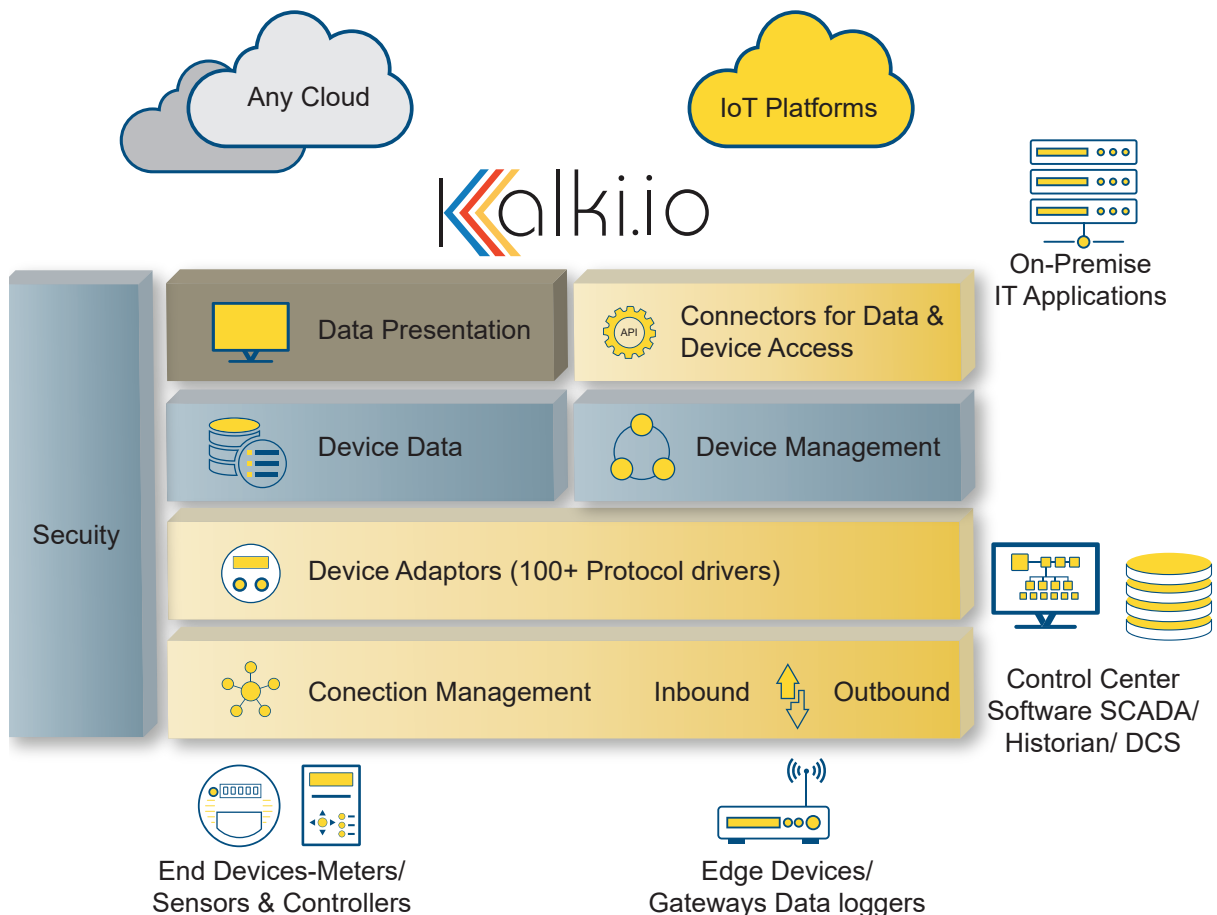 Any Cloud
IoT Platforms
Kalki.io
On-Premise
IT Applications
Data Presentation
API
Connectors for Data &
Device Access
Device Data
Device Management
Secuity
Device Adaptors (100+ Protocol drivers)
Conection Management
Inbound
Outbound
Control Center
Software SCADA/
Historian/ DCS
00000
End Devices-Meters/
Sensors & Controllers
Edge Devices/
Gateways Data loggers